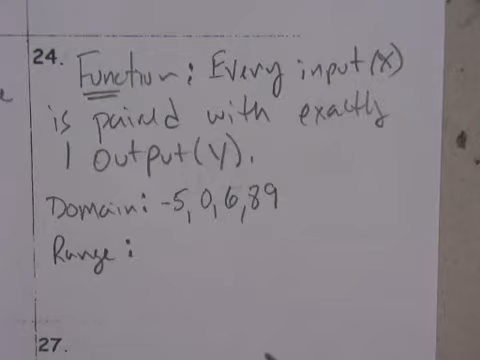 24. Function: Every input (x)
is paired with exactly
1 output (y).
Domain: -5, 0, 6, 89
Range:
27.